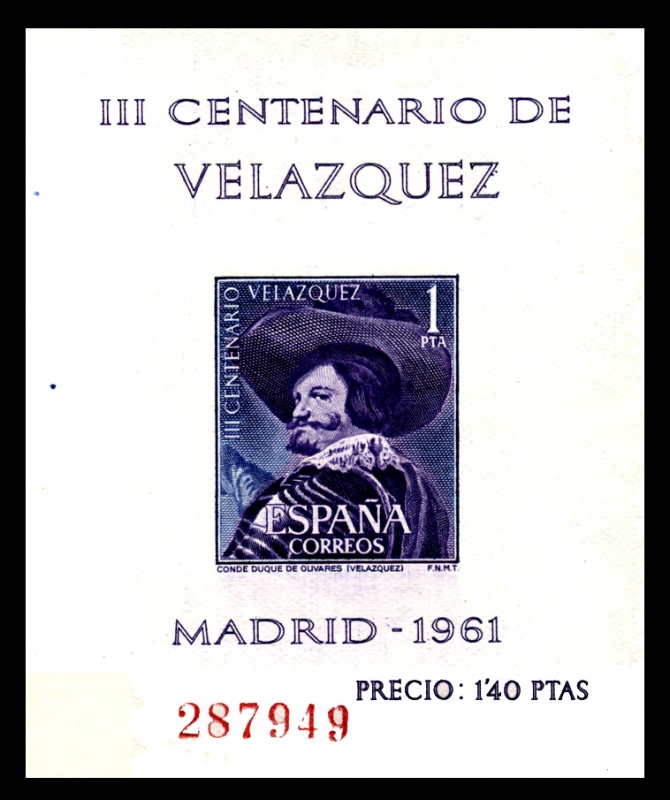 III CENTENARIO DE
VELAZQUEZ
III CENTENARIO VELAZQUEZ
1
PTA
ESPAÑA
CORREOS
CONDE DUQUE DE OLIVARES (VELAZQUEZ) F.N.M.T.
MADRID - 1961
PRECIO: 1'40 PTAS
287949